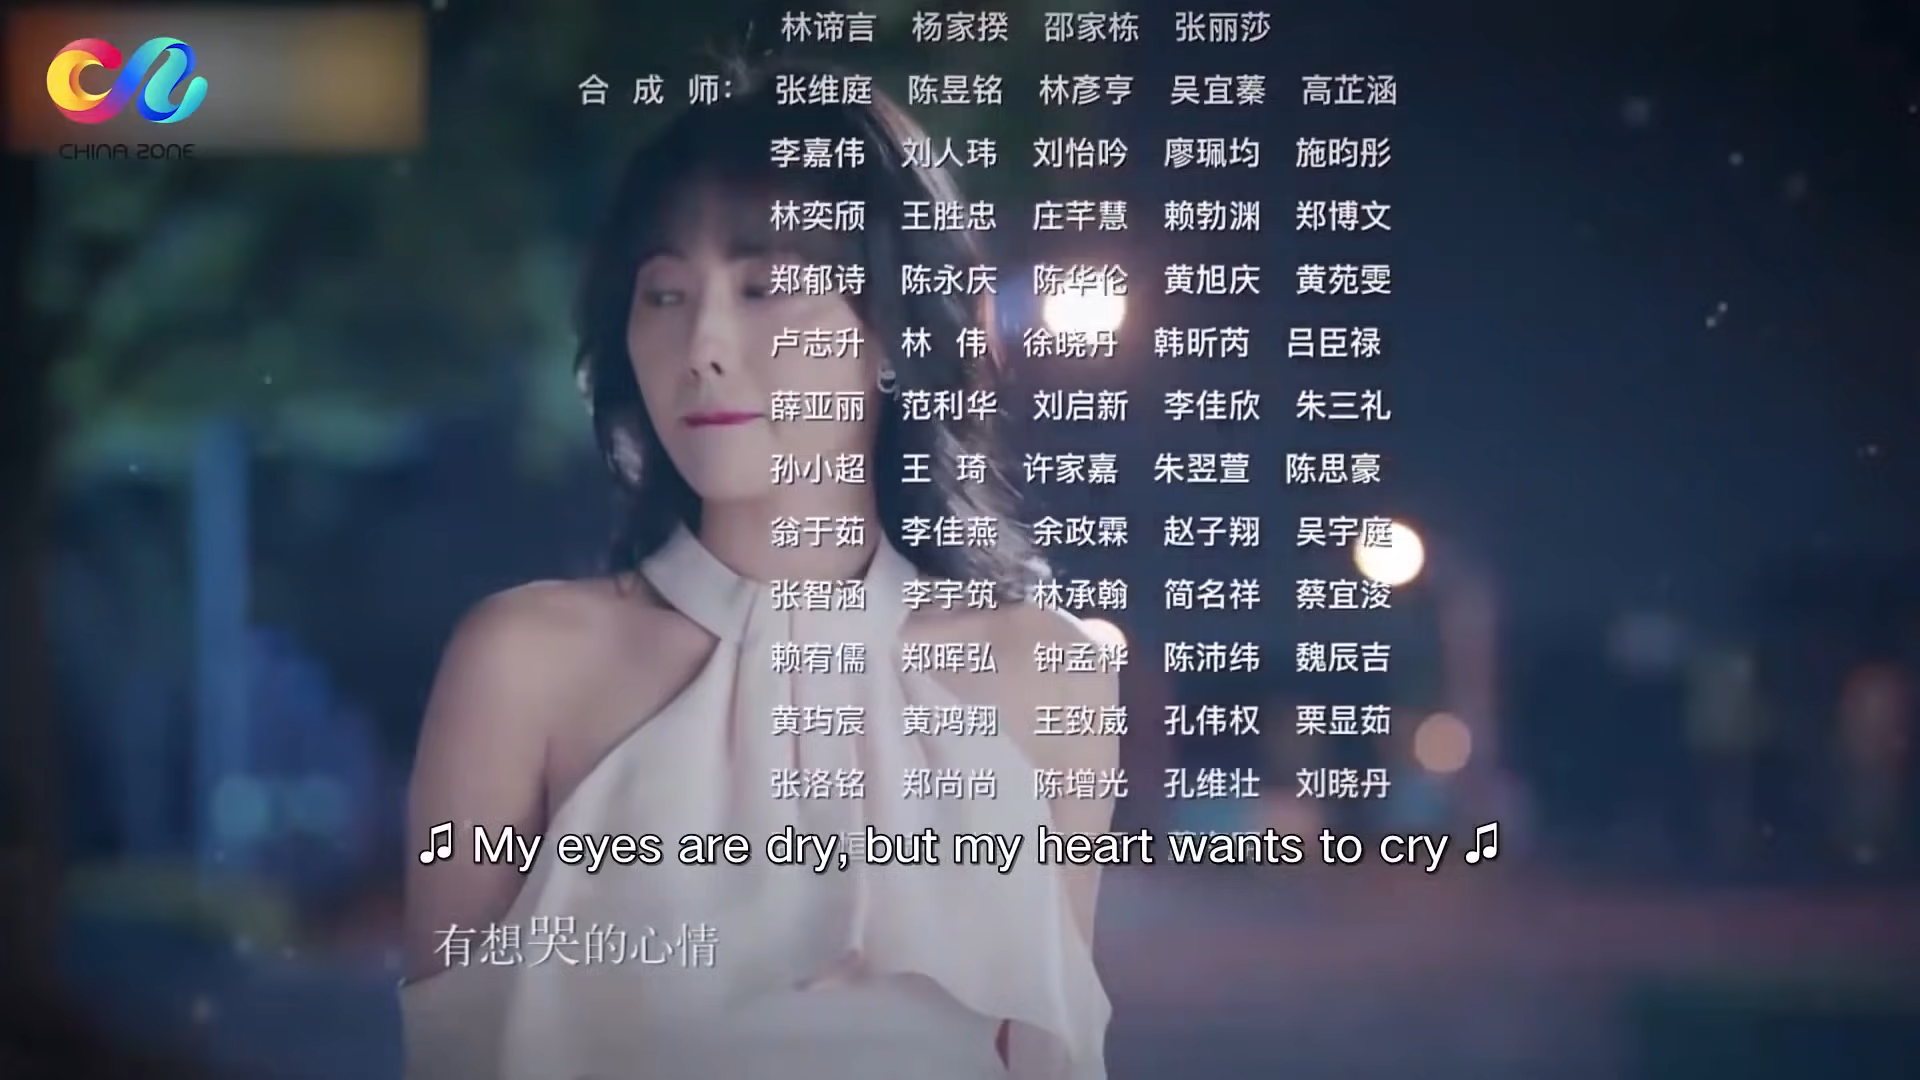 林谛言 杨家揆 邵家栋 张丽莎
CHINA ZONE
合成师: 张维庭 陈昱铭 林彥亨 吴宜蓁 高芷涵
李嘉伟 刘人玮 刘怡吟 廖珮均 施昀彤
林奕颀 王胜忠 庄芊慧 赖勃渊 郑博文
郑郁诗 陈永庆 陈华伦 黄旭庆 黄苑雯
卢志升 林伟 徐晓丹 韩昕芮 吕臣禄
薛亚丽 范利华 刘启新 李佳欣 朱三礼
孙小超 王琦 许家嘉 朱翌萱 陈思豪
翁于茹 李佳燕 余政霖 赵子翔 吴宇庭
张智涵 李宇筑 林承翰 简名祥 蔡宜浚
赖宥儒 郑晖弘 钟孟桦 陈沛纬 魏辰吉
黄玙宸 黄鸿翔 王致崴 孔伟权 栗显茹
张洛铭 郑尚尚 陈增光 孔维壮 刘晓丹
♫ My eyes are dry, but my heart wants to cry ♫
有想哭的心情